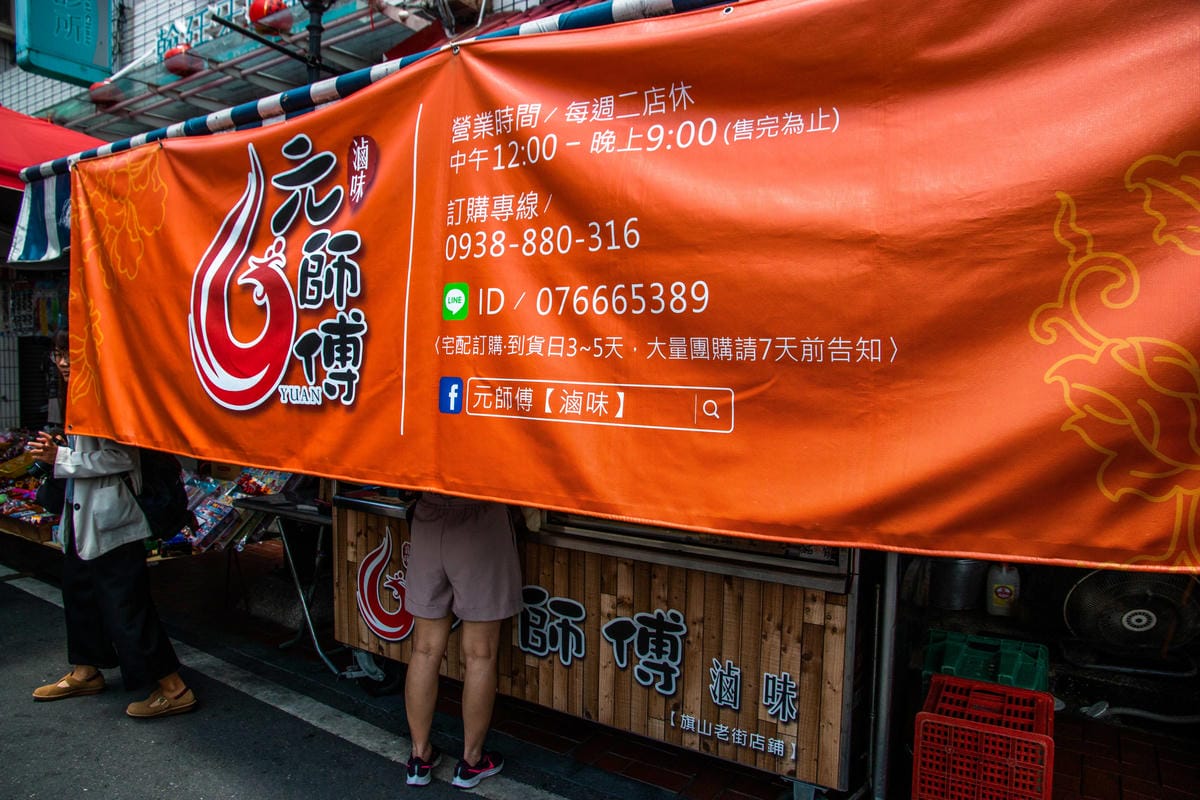 診所
滷味
元師傅
YUAN
營業時間/每週二店休
中午12:00-晚上9:00(售完為止)
訂購專線/
0938-880-316
LINE ID/076665389
〈宅配訂購·到貨日3~5天，大量團購請7天前告知〉
f 元師傅【滷味】
師傅滷味
【旗山老街店鋪】